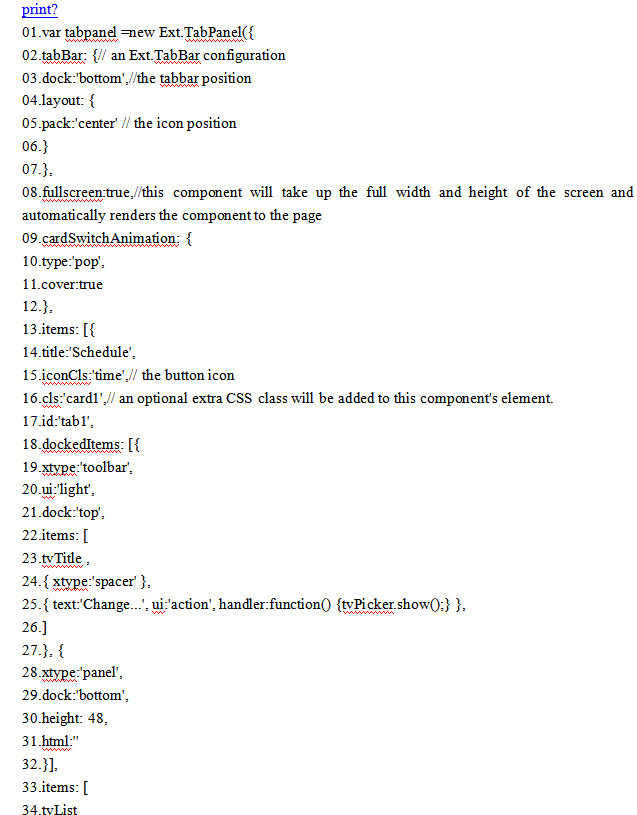 print?
01.var tabpanel =new Ext.TabPanel({
02.tabBar: {// an Ext.TabBar configuration
03.dock:'bottom',//the tabbar position
04.layout: {
05.pack:'center' // the icon position
06.}
07.},
08.fullscreen:true,//this component will take up the full width and height of the screen and
automatically renders the component to the page
09.cardSwitchAnimation: {
10.type:'pop',
11.cover:true
12.},
13.items: [{
14.title:'Schedule',
15.iconCls:'time',// the button icon
16.cls:'card1',// an optional extra CSS class will be added to this component's element.
17.id:'tab1',
18.dockedItems: [{
19.xtype:'toolbar',
20.ui:'light',
21.dock:'top',
22.items: [
23.tvTitle ,
24.{ xtype:'spacer' },
25.{ text:'Change...', ui:'action', handler:function() {tvPicker.show();} },
26.]
27.}, {
28.xtype:'panel',
29.dock:'bottom',
30.height: 48,
31.html:''
32.}],
33.items: [
34.tvList